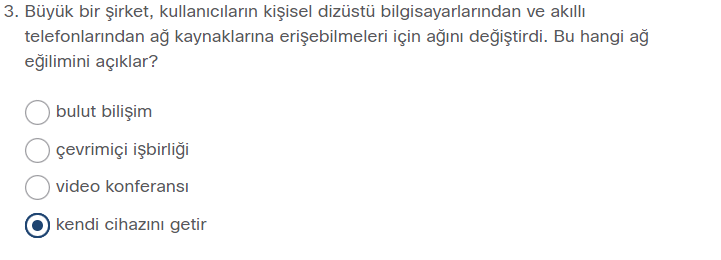 3. Büyük bir şirket, kullanıcıların kişisel dizüstü bilgisayarlarından ve akıllı
telefonlarından ağ kaynaklarına erişebilmeleri için ağını değiştirdi. Bu hangi ağ
eğilimini açıklar?
bulut bilişim
çevrimiçi işbirliği
video konferansı
kendi cihazını getir